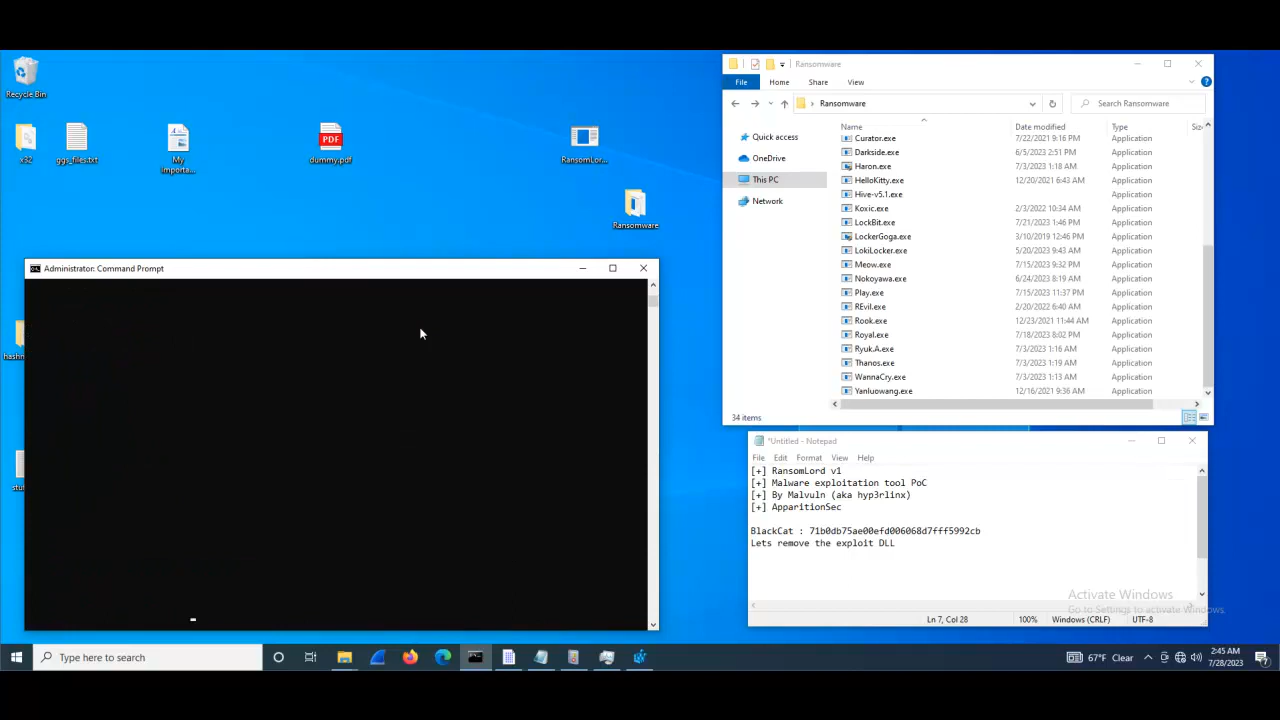 Recycle Bin
x32
ggs_files.txt
My
importa...
dummy.pdf
RansomLor...
Ransomware
hashn
stuf
Administrator: Command Prompt
Ransomware
File
Home
Share
View
Ransomware
Search Ransomware
Quick access
OneDrive
This PC
Network
Name
Date modified
Type
Siz
Curator.exe 7/22/2021 9:16 PM Application
Darkside.exe 6/5/2023 2:51 PM Application
Haron.exe 7/3/2023 1:18 AM Application
HelloKitty.exe 12/20/2021 6:43 AM Application
Hive-v5.1.exe Application
Koxic.exe 2/3/2022 10:34 AM Application
LockBit.exe 7/21/2023 1:46 PM Application
LockerGoga.exe 3/10/2019 12:46 PM Application
LokiLocker.exe 5/20/2023 9:43 AM Application
Meow.exe 7/15/2023 9:32 PM Application
Nokoyawa.exe 6/24/2023 8:19 AM Application
Play.exe 7/15/2023 11:37 PM Application
REvil.exe 2/20/2022 6:40 AM Application
Rook.exe 12/23/2021 11:44 AM Application
Royal.exe 7/18/2023 8:02 PM Application
Ryuk.A.exe 7/3/2023 1:16 AM Application
Thanos.exe 7/3/2023 1:19 AM Application
WannaCry.exe 7/3/2023 1:13 AM Application
Yanluowang.exe 12/16/2021 9:36 AM Application
34 items
*Untitled - Notepad
File Edit Format View Help
[+] RansomLord v1
[+] Malware exploitation tool PoC
[+] By Malvuln (aka hyp3rlinx)
[+] ApparitionSec
BlackCat : 71b0db75ae00efd006068d7fff5992cb
Lets remove the exploit DLL
Activate Windows
Go to Settings to activate Windows.
Ln 7, Col 28
100%
Windows (CRLF)
UTF-8
Type here to search
67°F Clear
2:45 AM
7/28/2023